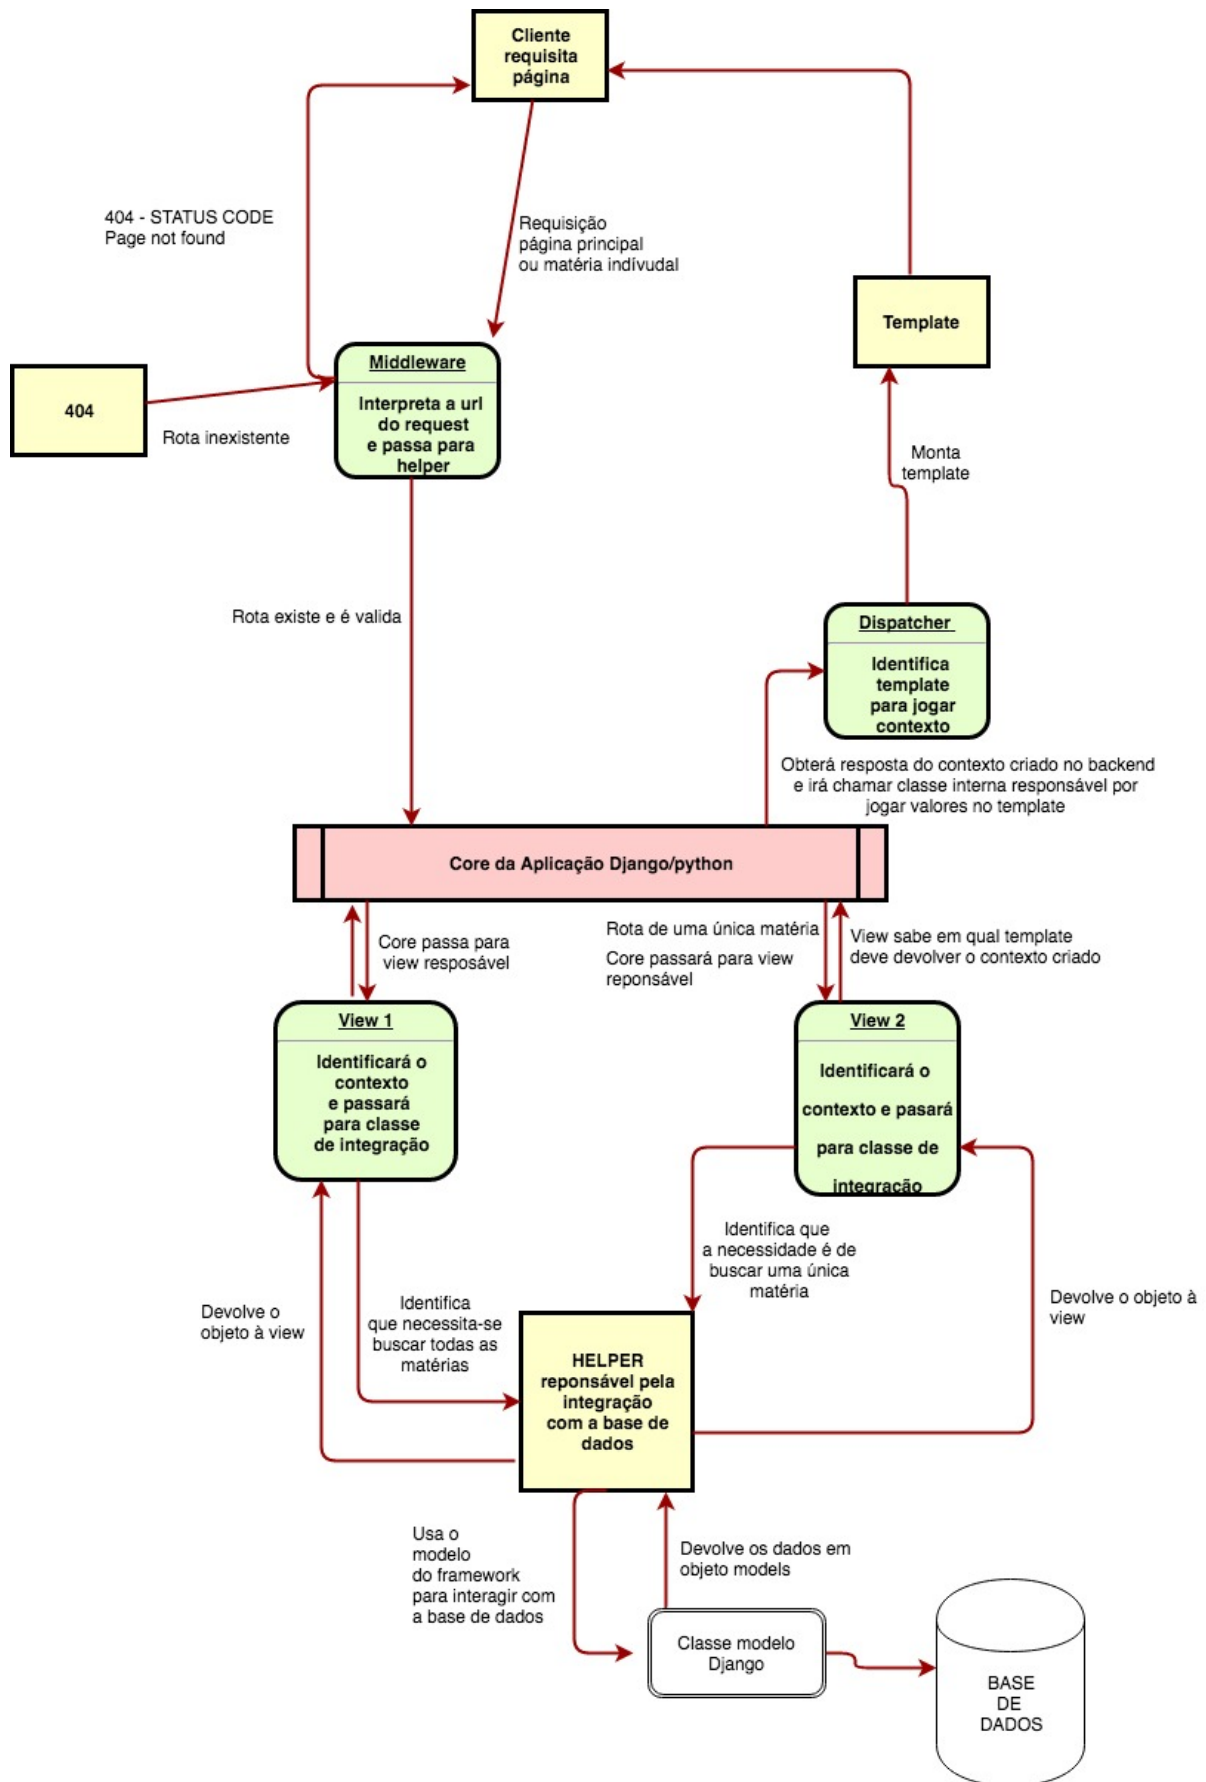 Cliente
requisita
página
404 - STATUS CODE
Page not found
Requisição
página principal
ou matéria indívudal
Template
Middleware
Interpreta a url
do request
e passa para
helper
404
Rota inexistente
Monta
template
Rota existe e é valida
Dispatcher
Identifica
template
para jogar
contexto
Obterá resposta do contexto criado no backend
e irá chamar classe interna responsável por
jogar valores no template
Core da Aplicação Django/python
Core passa para
view resposável
Rota de uma única matéria
Core passará para view
reponsável
View sabe em qual template
deve devolver o contexto criado
View 1
Identificará o
contexto
e passará
para classe
de integração
View 2
Identificará o
contexto e pasará
para classe de
integração
Identifica que
a necessidade é de
buscar uma única
matéria
Devolve o
objeto à view
Identifica
que necessita-se
buscar todas as
matérias
Devolve o objeto à
view
HELPER
reponsável pela
integração
com a base de
dados
Usa o
modelo
do framework
para interagir com
a base de dados
Devolve os dados em
objeto models
Classe modelo
Django
BASE
DE
DADOS